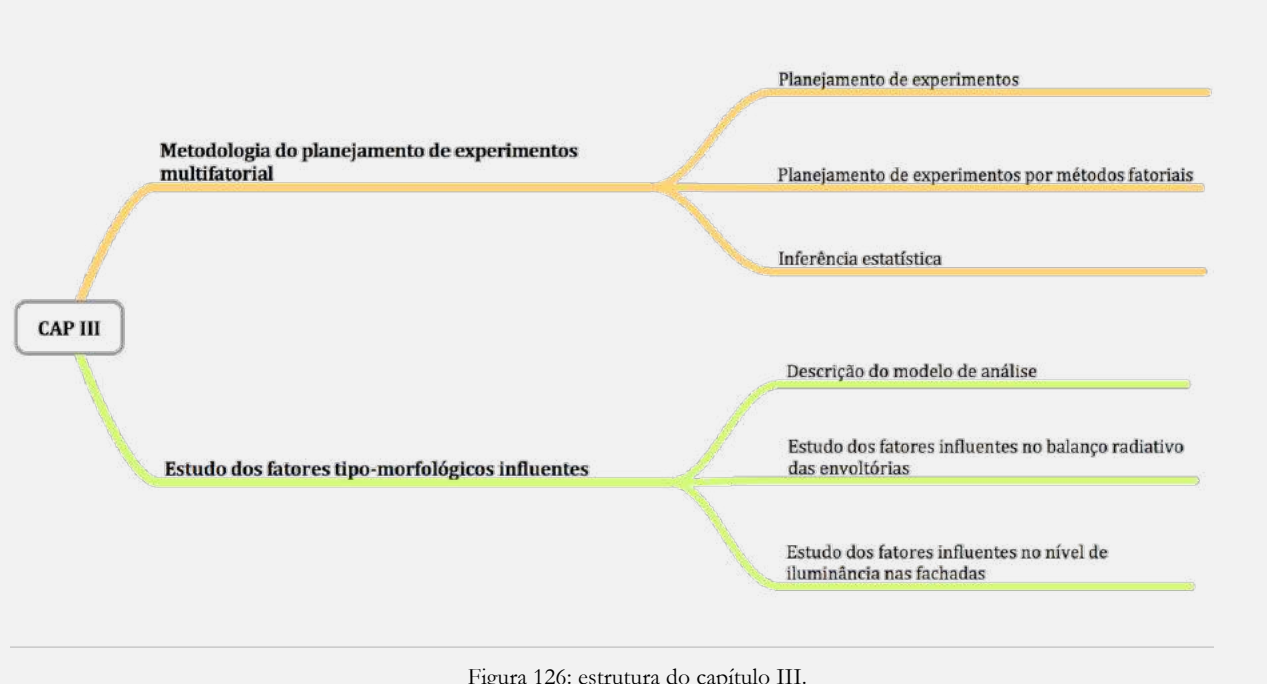 Planejamento de experimentos
Metodologia do planejamento de experimentos
multifatorial
Planejamento de experimentos por métodos fatoriais
Inferência estatística
CAP III
Descrição do modelo de análise
Estudo dos fatores influentes no balanço radiativo
das envoltórias
Estudo dos fatores tipo-morfológicos influentes
Estudo dos fatores influentes no nível de
iluminância nas fachadas
Figura 126: estrutura do capítulo III.